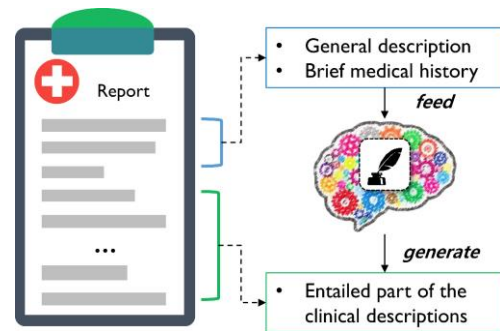 Report
...
• General description
• Brief medical history
feed
generate
• Entailed part of the
clinical descriptions